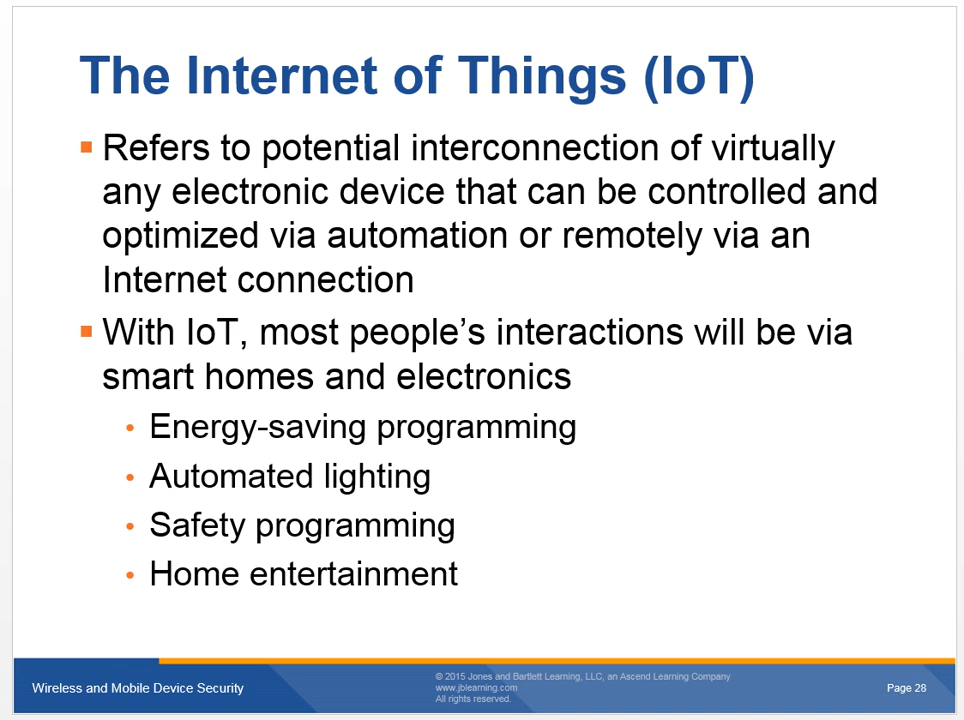 The Internet of Things (IoT)
▪ Refers to potential interconnection of virtually
any electronic device that can be controlled and
optimized via automation or remotely via an
Internet connection
▪ With IoT, most people’s interactions will be via
smart homes and electronics
• Energy-saving programming
• Automated lighting
• Safety programming
• Home entertainment
Wireless and Mobile Device Security
© 2015 Jones and Bartlett Learning, LLC, an Ascend Learning Company
www.jblearning.com
All rights reserved.
Page 28